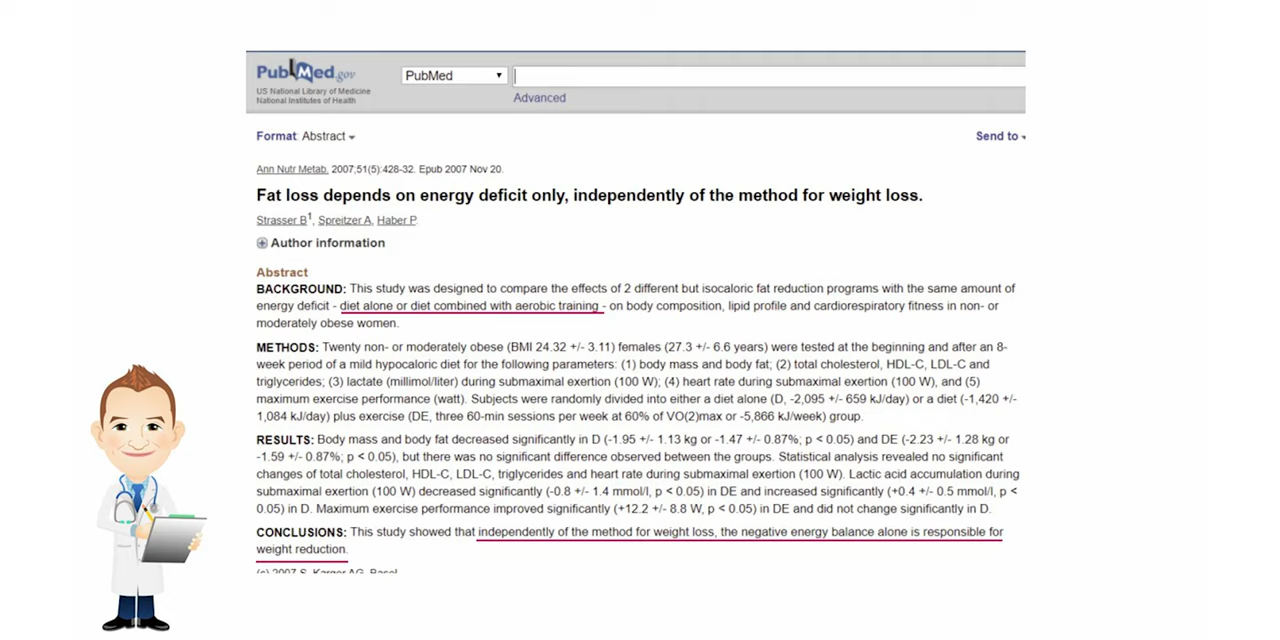 PubMed.gov
US National Library of Medicine
National Institutes of Health
PubMed
Advanced
Format: Abstract
Send to
Ann Nutr Metab. 2007;51(5):428-32. Epub 2007 Nov 20.
Fat loss depends on energy deficit only, independently of the method for weight loss.
Strasser B1, Spreitzer A, Haber P.
Author information
Abstract
BACKGROUND: This study was designed to compare the effects of 2 different but isocaloric fat reduction programs with the same amount of
energy deficit - diet alone or diet combined with aerobic training - on body composition, lipid profile and cardiorespiratory fitness in non- or
moderately obese women.
METHODS: Twenty non- or moderately obese (BMI 24.32 +/- 3.11) females (27.3 +/- 6.6 years) were tested at the beginning and after an 8-
week period of a mild hypocaloric diet for the following parameters: (1) body mass and body fat; (2) total cholesterol, HDL-C, LDL-C and
triglycerides; (3) lactate (millimol/liter) during submaximal exertion (100 W); (4) heart rate during submaximal exertion (100 W), and (5)
maximum exercise performance (watt). Subjects were randomly divided into either a diet alone (D, -2,095 +/- 659 kJ/day) or a diet (-1,420 +/-
1,084 kJ/day) plus exercise (DE, three 60-min sessions per week at 60% of VO(2)max or -5,866 kJ/week) group.
RESULTS: Body mass and body fat decreased significantly in D (-1.95 +/- 1.13 kg or -1.47 +/- 0.87%; p < 0.05) and DE (-2.23 +/- 1.28 kg or
-1.59 +/- 0.87%; p < 0.05), but there was no significant difference observed between the groups. Statistical analysis revealed no significant
changes of total cholesterol, HDL-C, LDL-C, triglycerides and heart rate during submaximal exertion (100 W). Lactic acid accumulation during
submaximal exertion (100 W) decreased significantly (-0.8 +/- 1.4 mmol/l, p < 0.05) in DE and increased significantly (+0.4 +/- 0.5 mmol/l, p <
0.05) in D. Maximum exercise performance improved significantly (+12.2 +/- 8.8 W, p < 0.05) in DE and did not change significantly in D.
CONCLUSIONS: This study showed that independently of the method for weight loss, the negative energy balance alone is responsible for
weight reduction.
(c) 2007 S. Karger AG, Basel